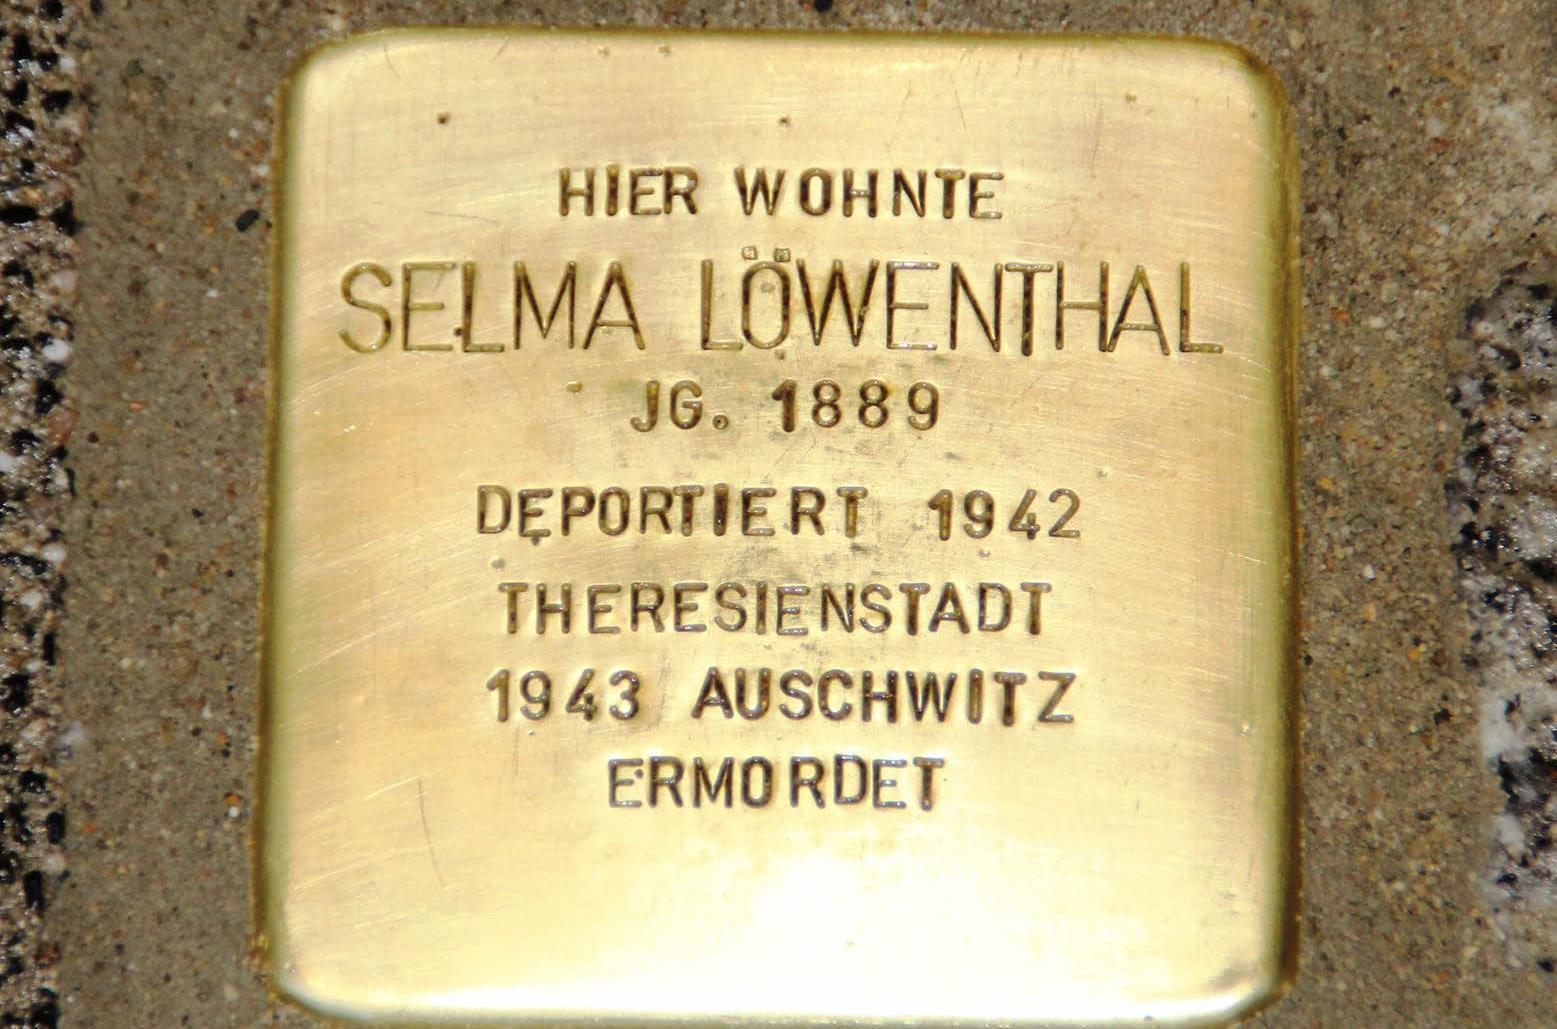 HIER WOHNTE
SELMA LÖWENTHAL
JG. 1889
DEPORTIERT 1942
THERESIENSTADT
1943 AUSCHWITZ
ERMORDET